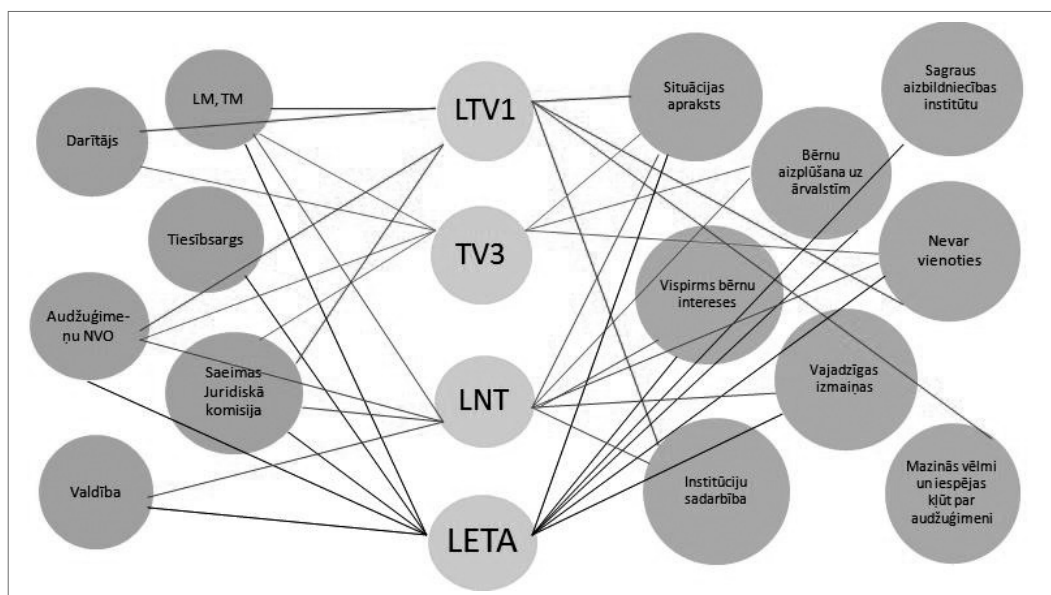 LM, TM
Darītājs
Tiesībsargs
Audžuģime-
ņu NVO
Saeimas
Juridiskā
komisija
Valdība
LTV1
TV3
LNT
LETA
Situācijas
apraksts
Sagraus
aizbildniecības
institūtu
Bērnu
aizplūšana uz
ārvalstīm
Nevar
vienoties
Vispirms bērnu
intereses
Vajadzīgas
izmaiņas
Institūciju
sadarbība
Mazinās vēlmi
un iespējas
kļūt par
audžuģimeni